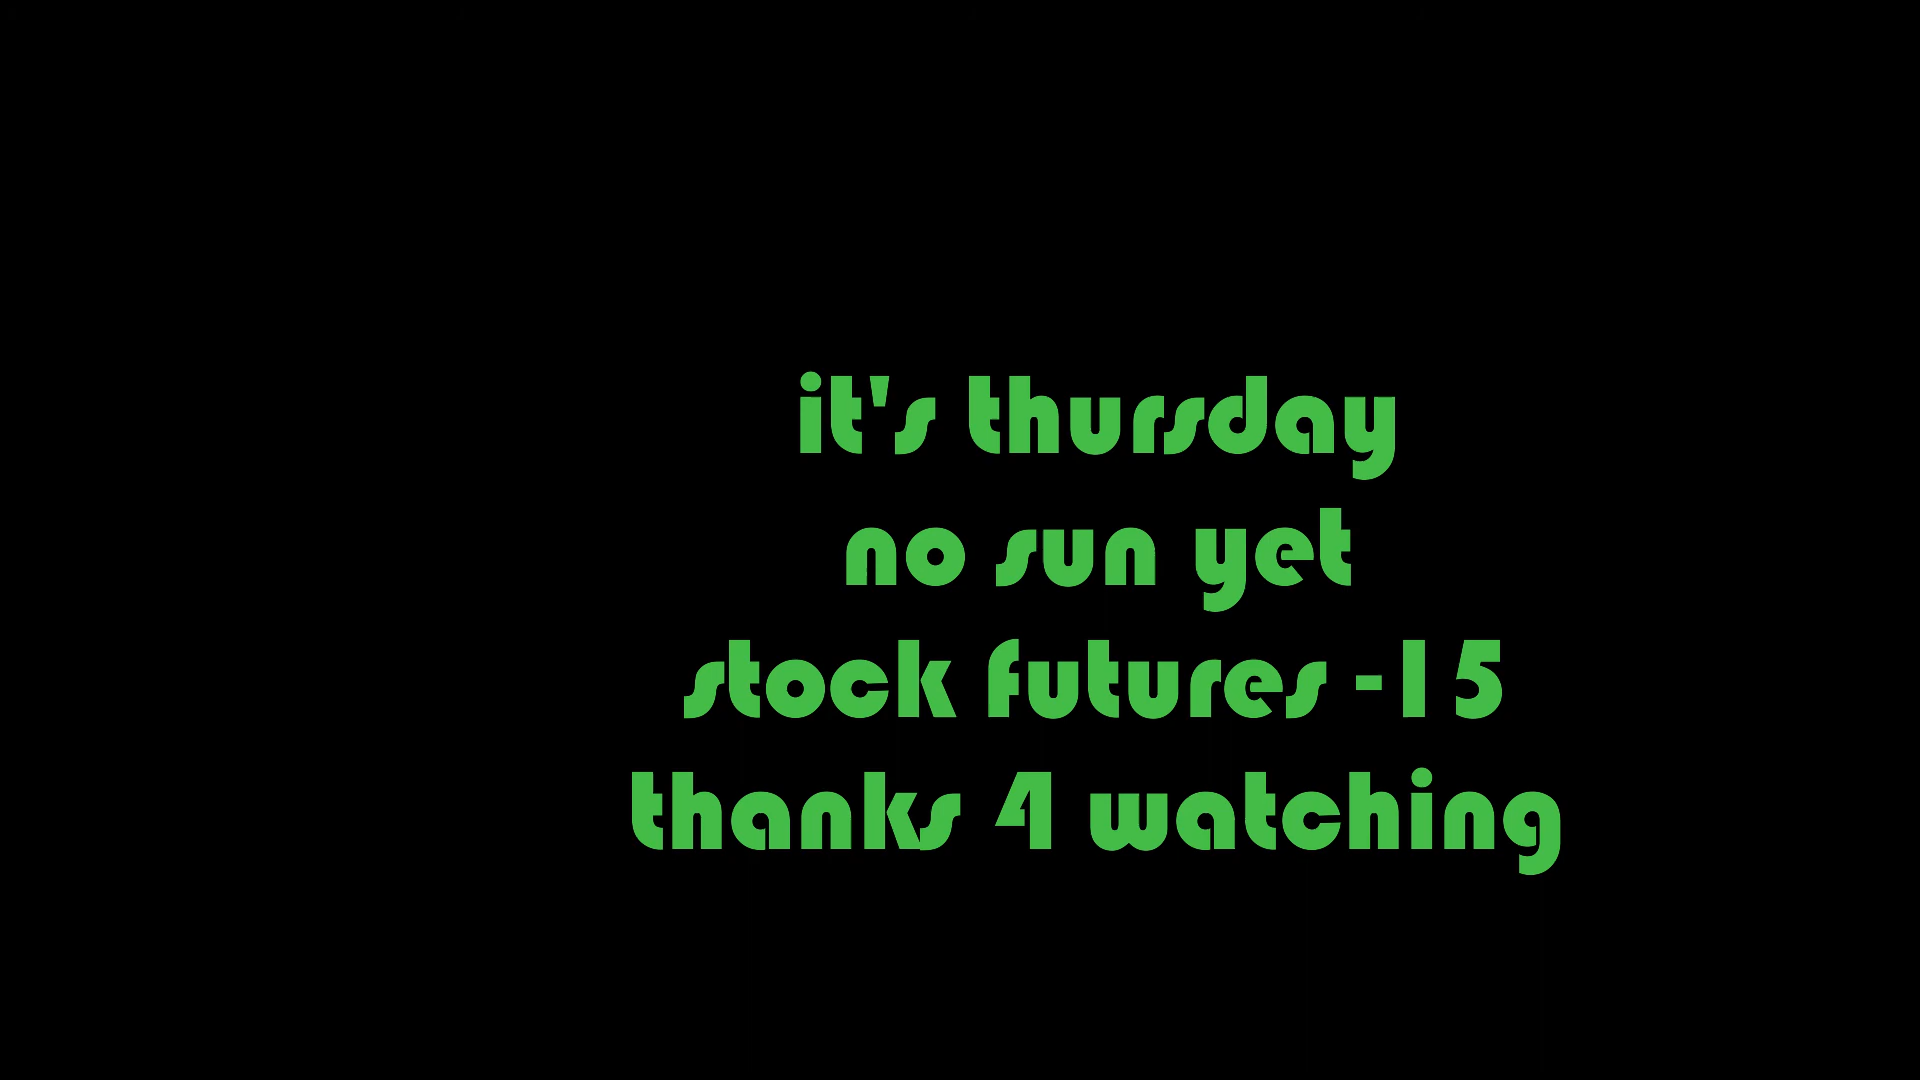 it's thursday
no sun yet
stock futures -15
thanks 4 watching